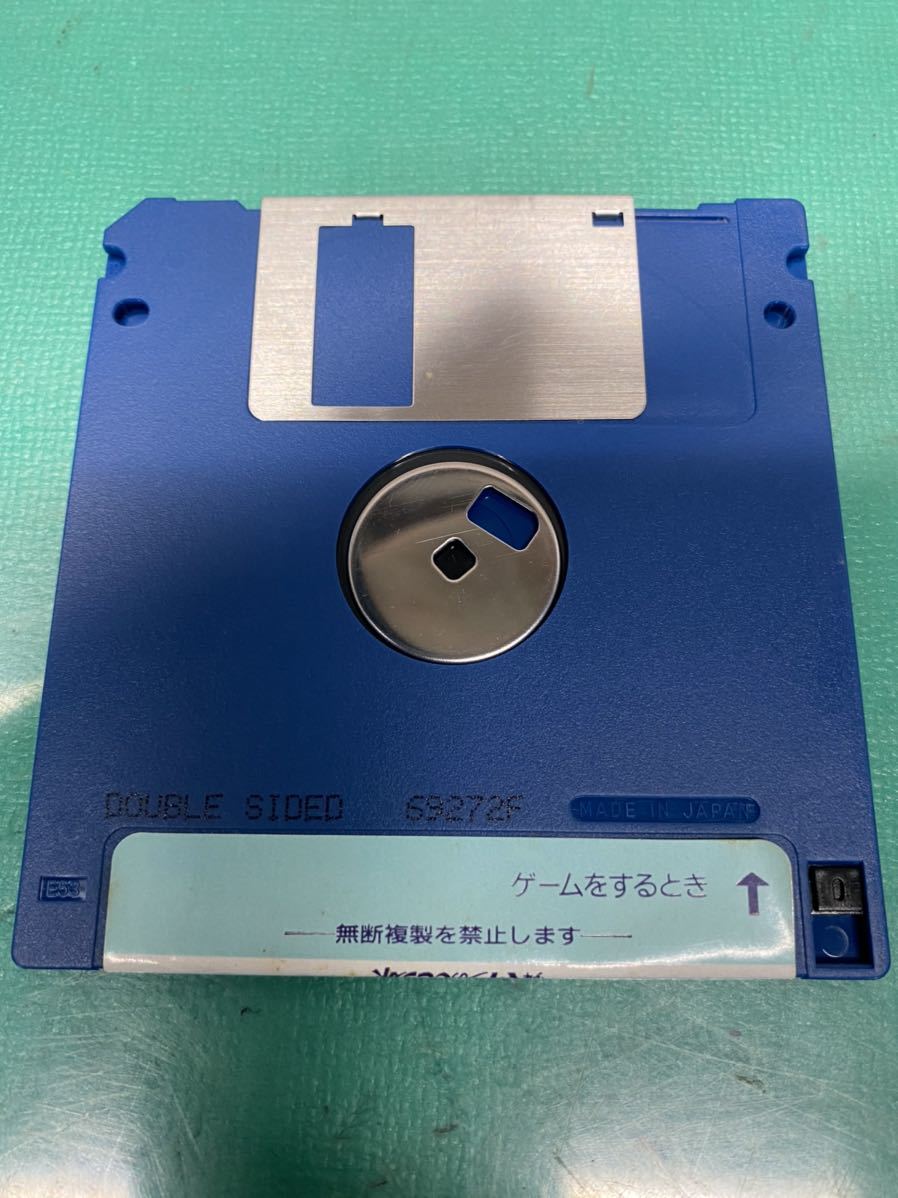 DOUBLE SIDED 69272F
MADE IN JAPAN
E53
ゲームをするとき ↑
無断複製を禁止します